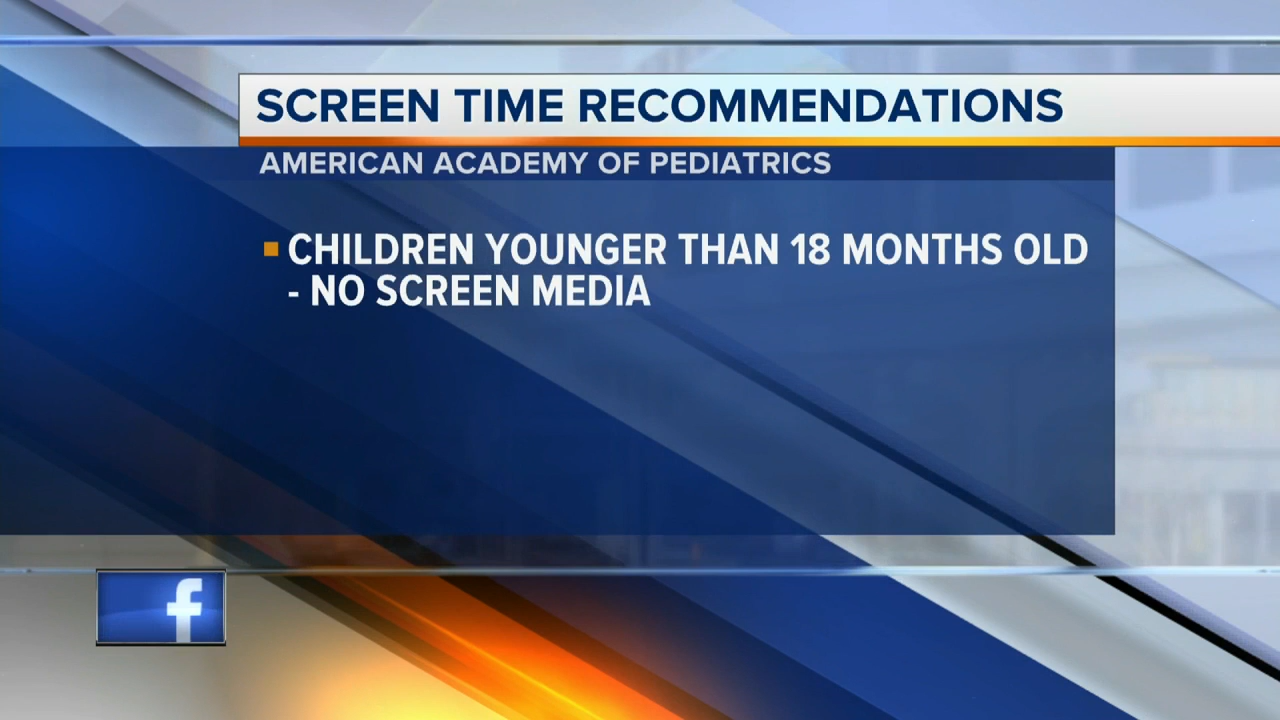 SCREEN TIME RECOMMENDATIONS
AMERICAN ACADEMY OF PEDIATRICS
CHILDREN YOUNGER THAN 18 MONTHS OLD
- NO SCREEN MEDIA
f